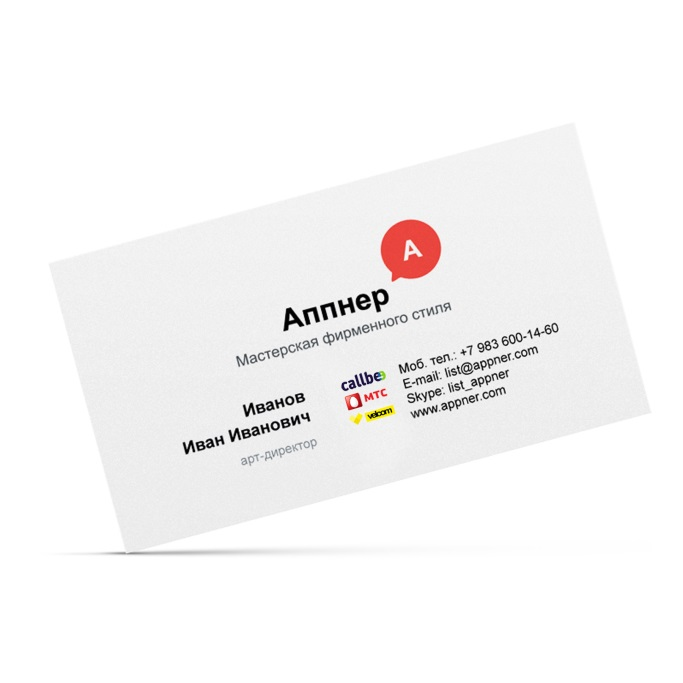 А
Аппнер
Мастерская фирменного стиля
Иванов
Иван Иванович
арт-директор
callbe
МТС
velcom
Моб. тел.: +7 983 600-14-60
E-mail: list@appner.com
Skype: list_appner
www.appner.com